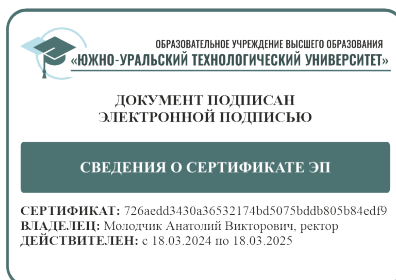 ОБРАЗОВАТЕЛЬНОЕ УЧРЕЖДЕНИЕ ВЫСШЕГО ОБРАЗОВАНИЯ
«ЮЖНО-УРАЛЬСКИЙ ТЕХНОЛОГИЧЕСКИЙ УНИВЕРСИТЕТ»
ДОКУМЕНТ ПОДПИСАН
ЭЛЕКТРОННОЙ ПОДПИСЬЮ
СВЕДЕНИЯ О СЕРТИФИКАТЕ ЭП
СЕРТИФИКАТ: 726aedd3430a36532174bd5075bddb805b84edf9
ВЛАДЕЛЕЦ: Молодчик Анатолий Викторович, ректор
ДЕЙСТВИТЕЛЕН: с 18.03.2024 по 18.03.2025